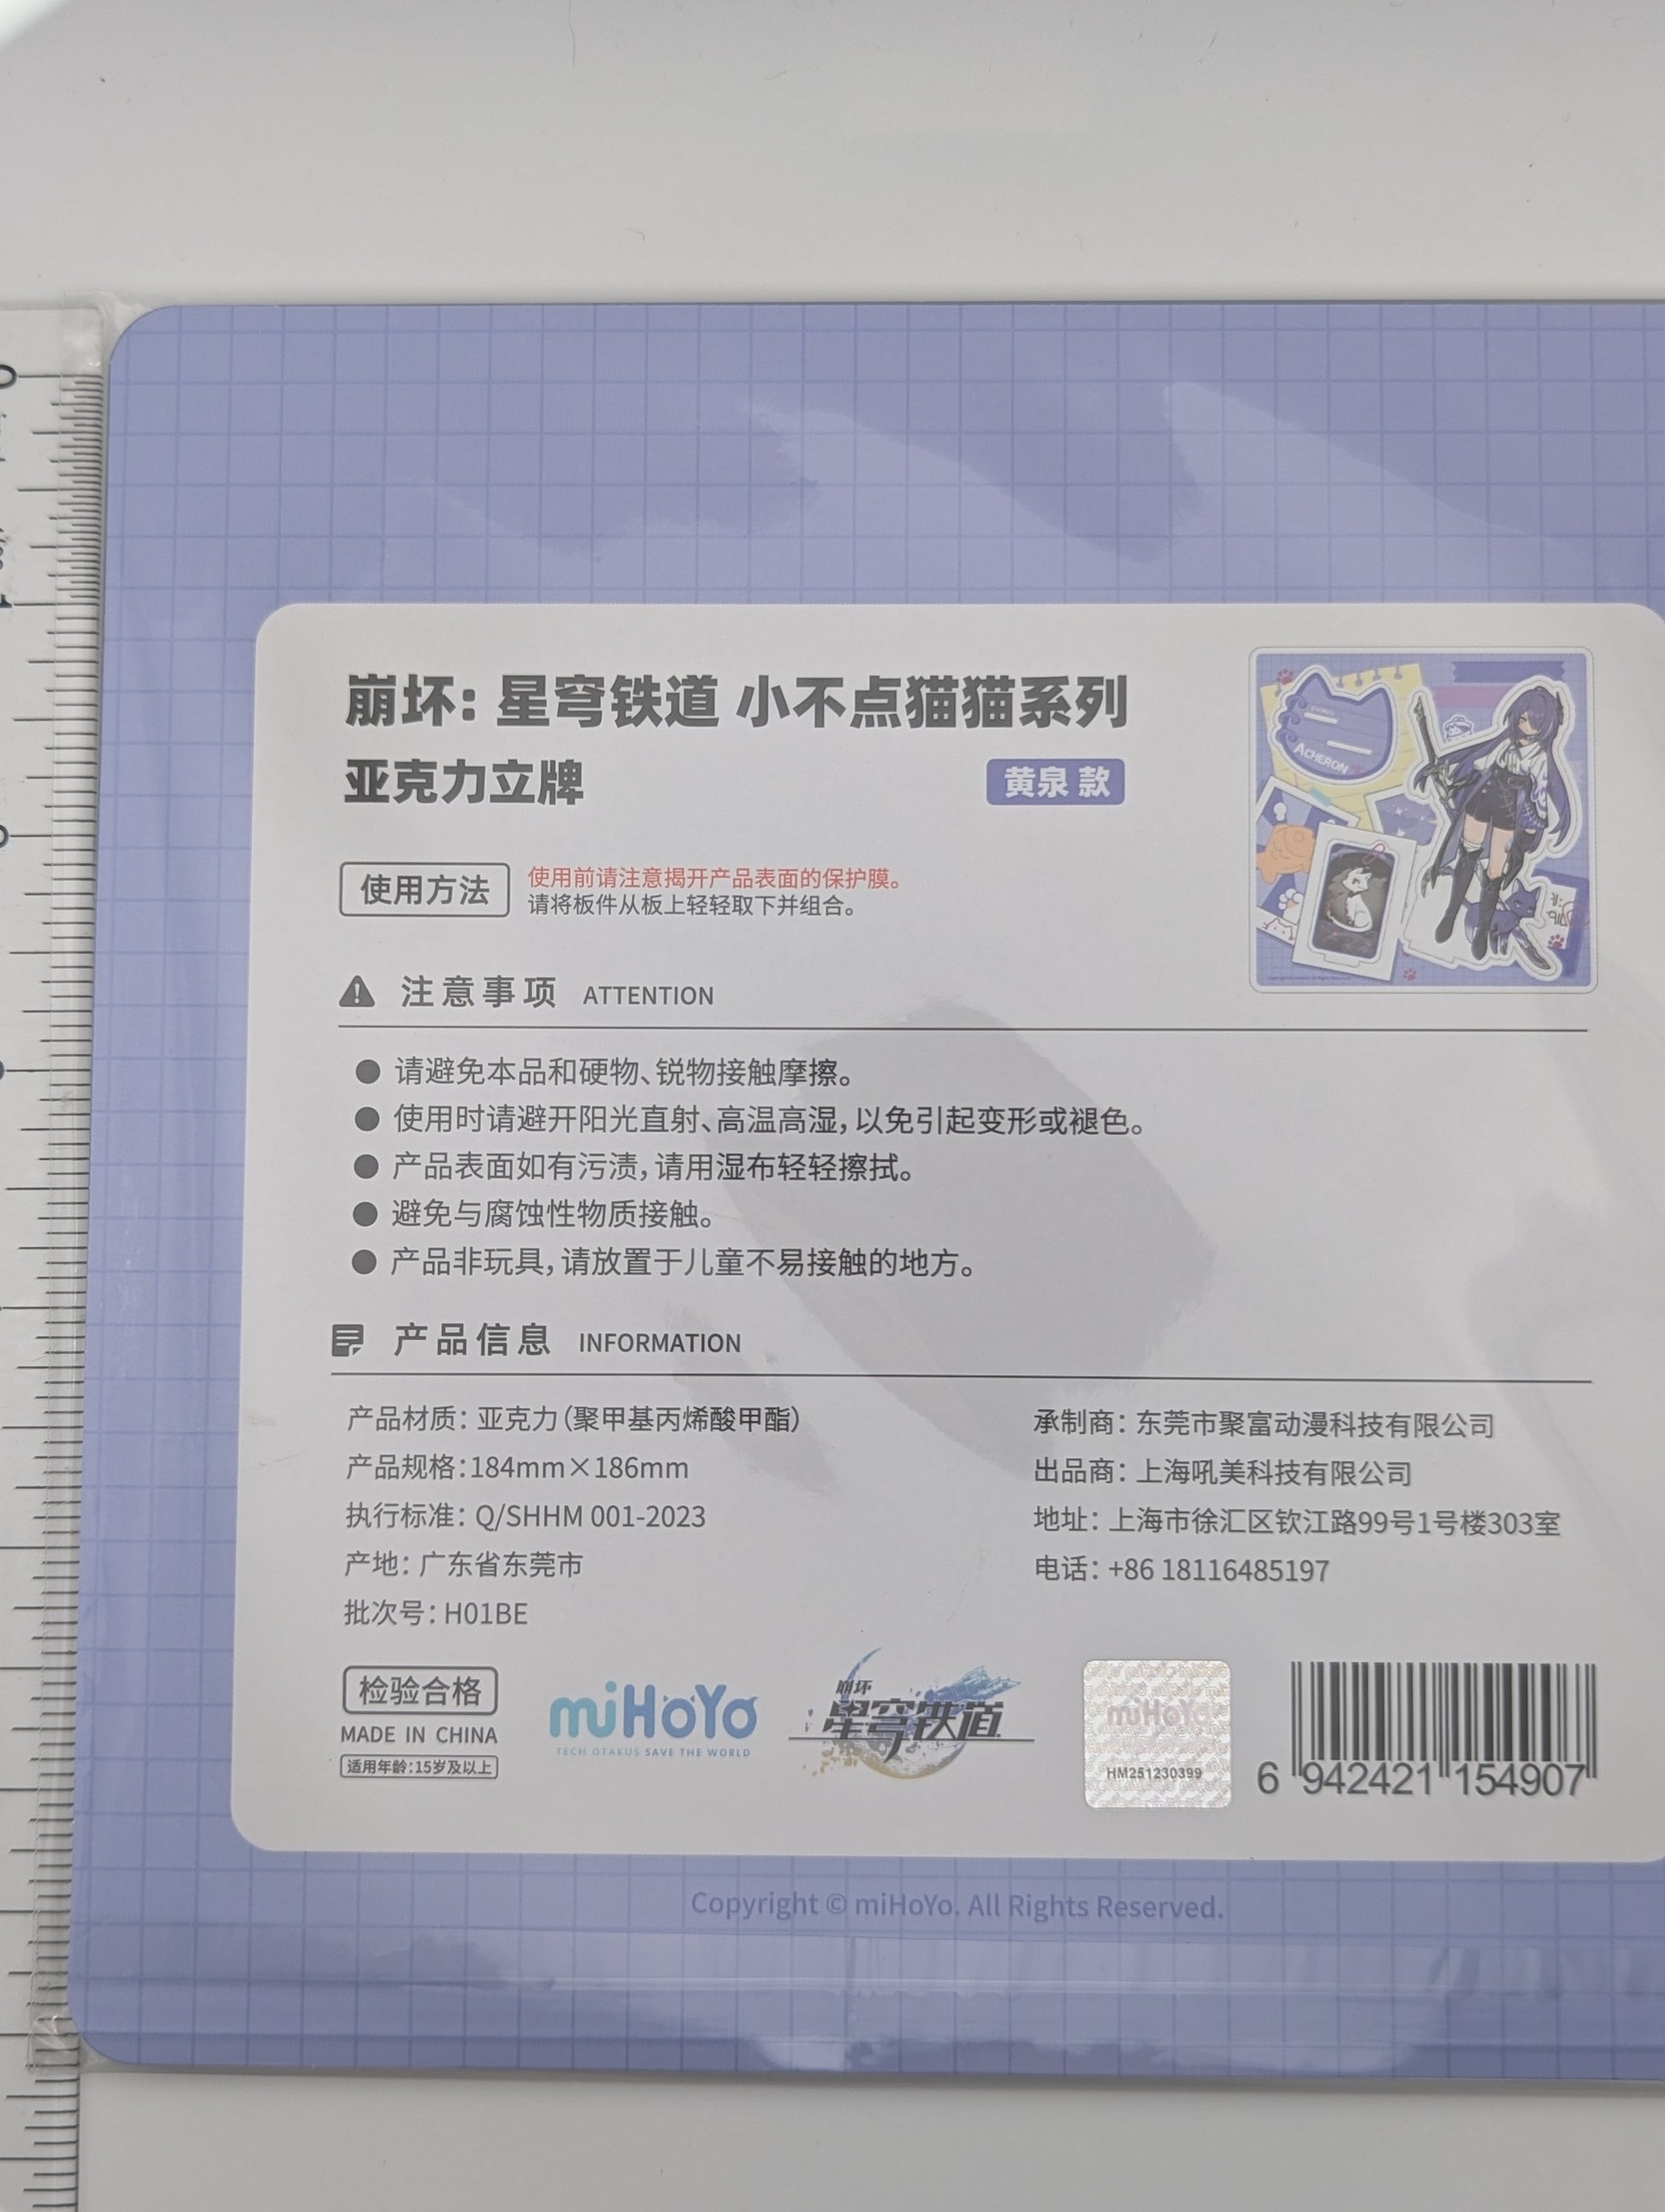 崩坏：星穹铁道 小不点猫猫系列
亚克力立牌
黄泉 款
ACHERON
使用方法
使用前请注意揭开产品表面的保护膜。
请将板件从板上轻轻取下并组合。
注意事项 ATTENTION
● 请避免本品和硬物、锐物接触摩擦。
● 使用时请避开阳光直射、高温高湿，以免引起变形或褪色。
● 产品表面如有污渍，请用湿布轻轻擦拭。
● 避免与腐蚀性物质接触。
● 产品非玩具，请放置于儿童不易接触的地方。
产品信息 INFORMATION
产品材质：亚克力（聚甲基丙烯酸甲酯）
产品规格：184mm×186mm
执行标准：Q/SHHM 001-2023
产地：广东省东莞市
批次号：H01BE
承制商：东莞市聚富动漫科技有限公司
出品商：上海吼美科技有限公司
地址：上海市徐汇区钦江路99号1号楼303室
电话：+86 18116485197
检验合格
MADE IN CHINA
适用年龄：15岁及以上
miHoYo
TECH OTAKUS SAVE THE WORLD
崩坏
星穹铁道
miHoYo
HM251230399
6 942421 154907
Copyright © miHoYo. All Rights Reserved.
0
1